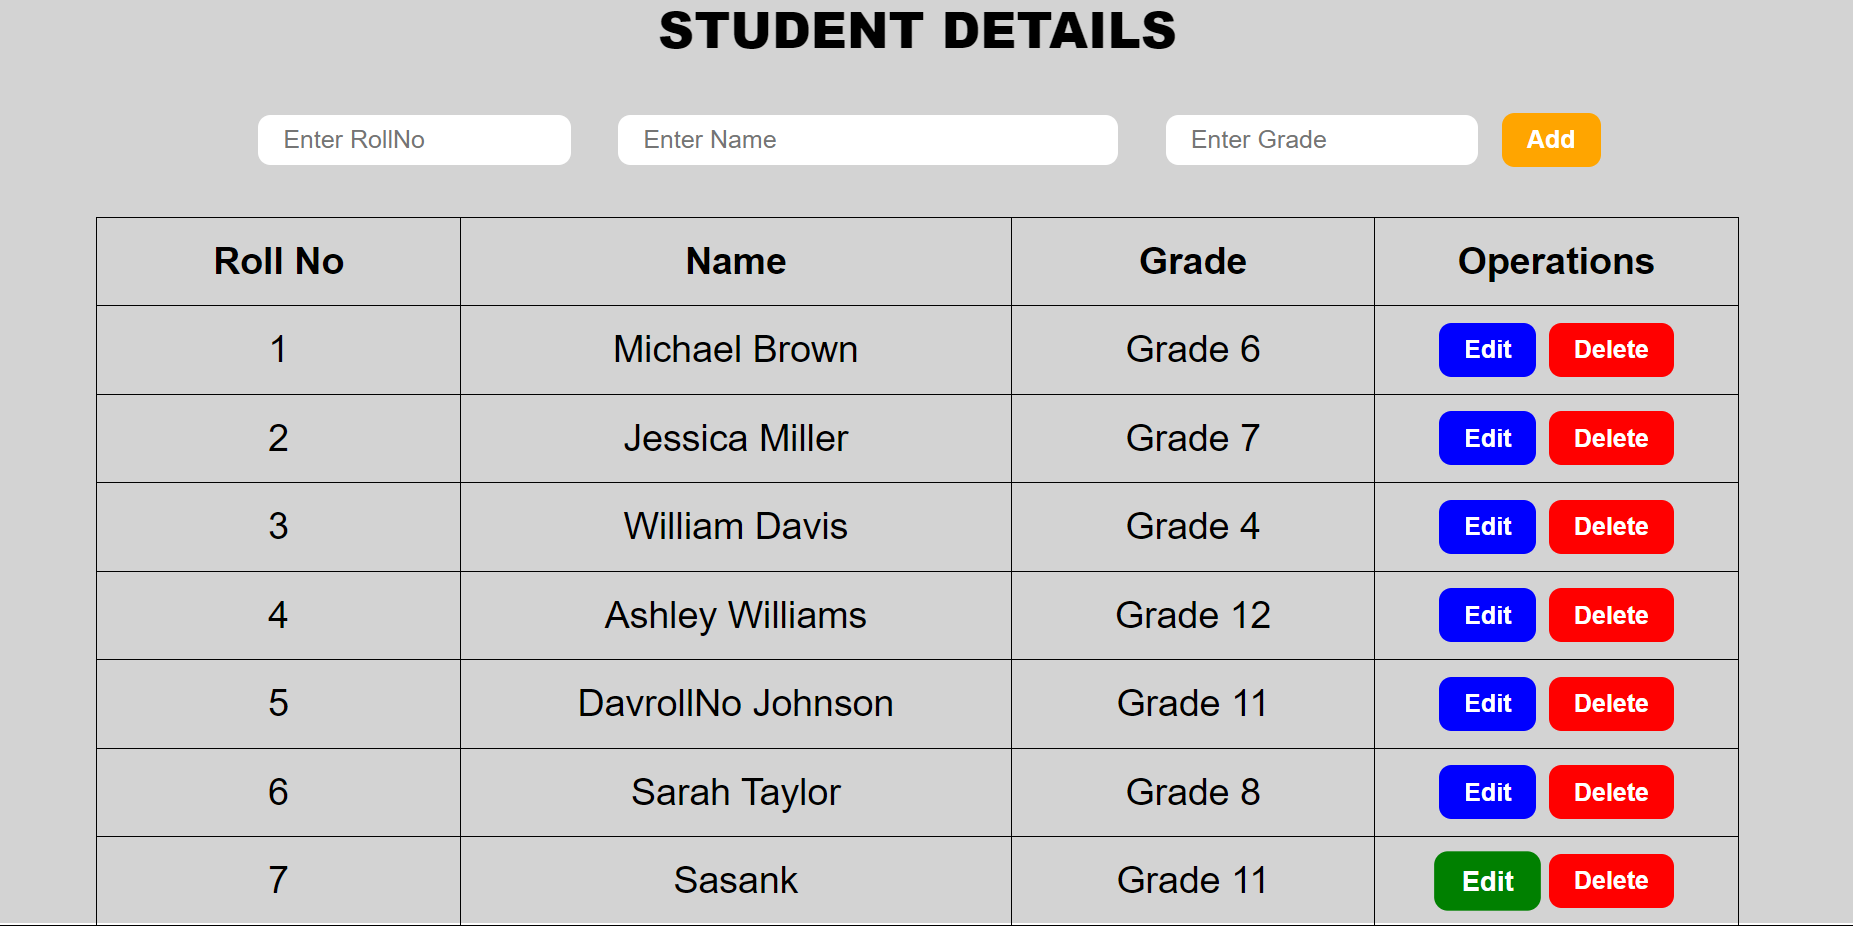 STUDENT DETAILS
Enter RollNo Enter Name Enter Grade Add
Roll No Name Grade Operations
1 Michael Brown Grade 6 Edit Delete
2 Jessica Miller Grade 7 Edit Delete
3 William Davis Grade 4 Edit Delete
4 Ashley Williams Grade 12 Edit Delete
5 DavrollNo Johnson Grade 11 Edit Delete
6 Sarah Taylor Grade 8 Edit Delete
7 Sasank Grade 11 Edit Delete